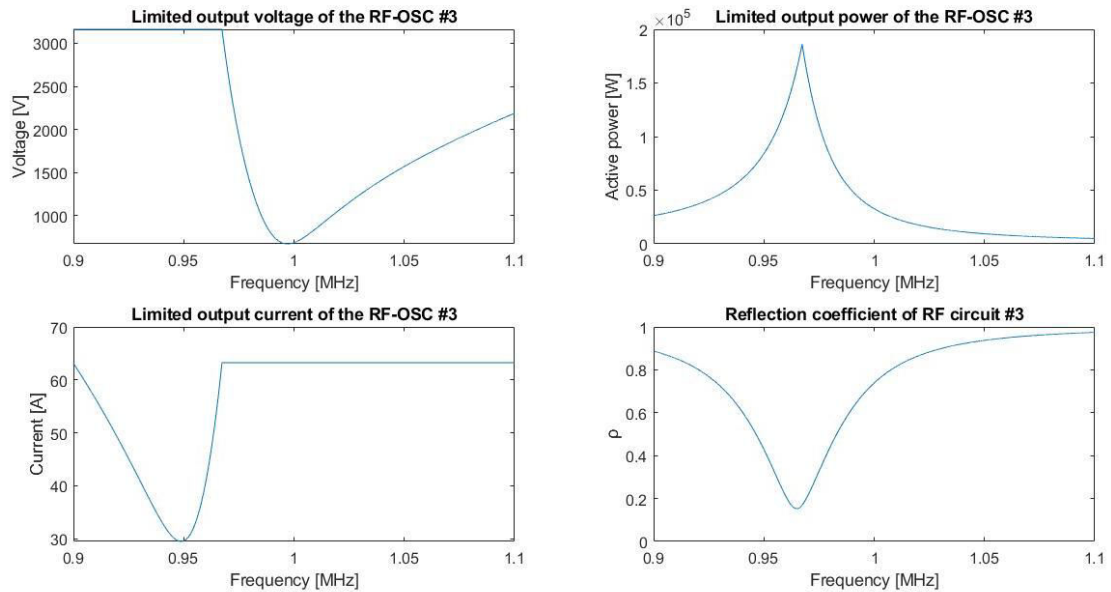 Limited output voltage of the RF-OSC #3
Voltage [V]
3000
2500
2000
1500
1000
0.9 0.95 1 1.05 1.1
Frequency [MHz]
Limited output power of the RF-OSC #3
×10^5
Active power [W]
2
1.5
1
0.5
0
0.9 0.95 1 1.05 1.1
Frequency [MHz]
Limited output current of the RF-OSC #3
Current [A]
70
60
50
40
30
0.9 0.95 1 1.05 1.1
Frequency [MHz]
Reflection coefficient of RF circuit #3
ρ
1
0.8
0.6
0.4
0.2
0
0.9 0.95 1 1.05 1.1
Frequency [MHz]